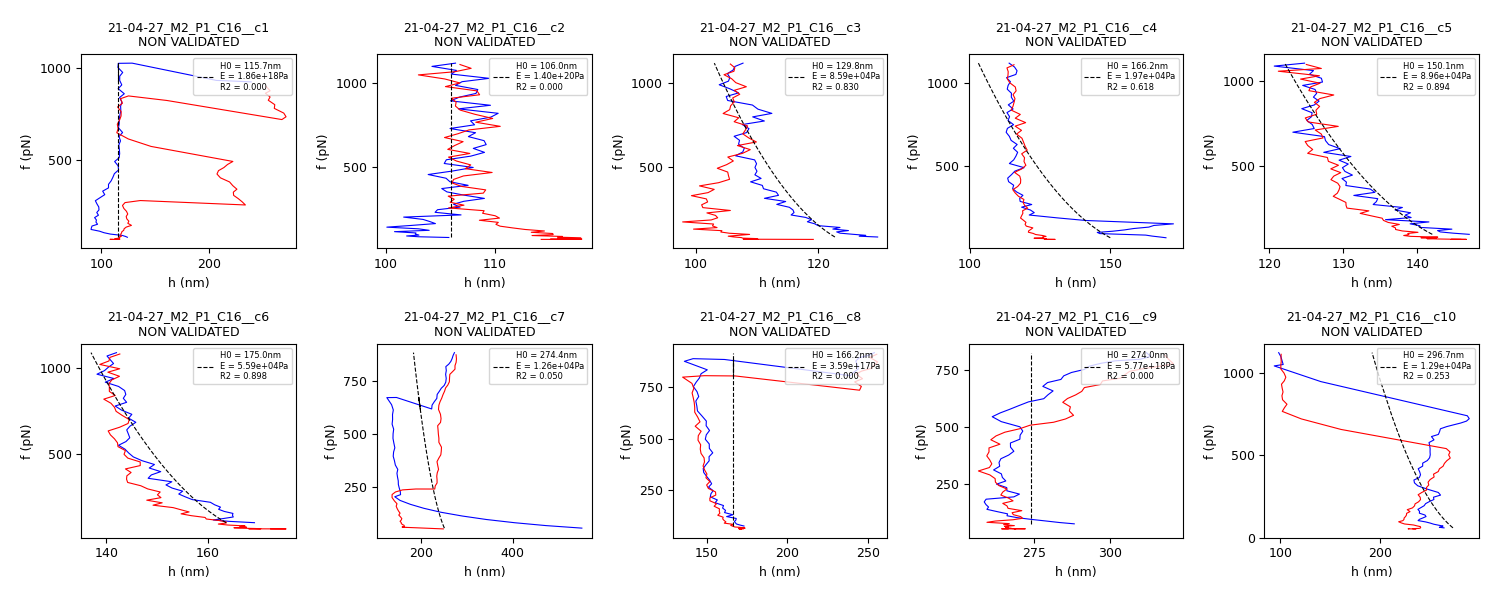 21-04-27_M2_P1_C16__c1
NON VALIDATED
H0 = 115.7nm
E = 1.86e+18Pa
R2 = 0.000
1000
500
f (pN)
100
200
h (nm)
21-04-27_M2_P1_C16__c2
NON VALIDATED
H0 = 106.0nm
E = 1.40e+20Pa
R2 = 0.000
1000
500
f (pN)
100
110
h (nm)
21-04-27_M2_P1_C16__c3
NON VALIDATED
H0 = 129.8nm
E = 8.59e+04Pa
R2 = 0.830
1000
500
f (pN)
100
120
h (nm)
21-04-27_M2_P1_C16__c4
NON VALIDATED
H0 = 166.2nm
E = 1.97e+04Pa
R2 = 0.618
1000
500
f (pN)
100
150
h (nm)
21-04-27_M2_P1_C16__c5
NON VALIDATED
H0 = 150.1nm
E = 8.96e+04Pa
R2 = 0.894
1000
500
f (pN)
120
130
140
h (nm)
21-04-27_M2_P1_C16__c6
NON VALIDATED
H0 = 175.0nm
E = 5.59e+04Pa
R2 = 0.898
1000
500
f (pN)
140
160
h (nm)
21-04-27_M2_P1_C16__c7
NON VALIDATED
H0 = 274.4nm
E = 1.26e+04Pa
R2 = 0.050
750
500
250
f (pN)
200
400
h (nm)
21-04-27_M2_P1_C16__c8
NON VALIDATED
H0 = 166.2nm
E = 3.59e+17Pa
R2 = 0.000
750
500
250
f (pN)
150
200
250
h (nm)
21-04-27_M2_P1_C16__c9
NON VALIDATED
H0 = 274.0nm
E = 5.77e+18Pa
R2 = 0.000
750
500
250
f (pN)
275
300
h (nm)
21-04-27_M2_P1_C16__c10
NON VALIDATED
H0 = 296.7nm
E = 1.29e+04Pa
R2 = 0.253
1000
500
0
f (pN)
100
200
h (nm)